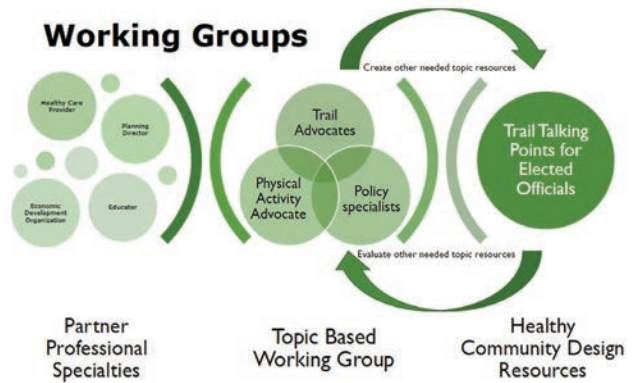 Working Groups
Healthy Care
Provider
Planning
Director
Economic
Development
Organization
Educator
Create other needed topic resources
Trail
Advocates
Physical
Activity
Advocate
Policy
specialists
Evaluate other needed topic resources
Trail Talking
Points for
Elected
Officials
Partner
Professional
Specialties
Topic Based
Working Group
Healthy
Community Design
Resources